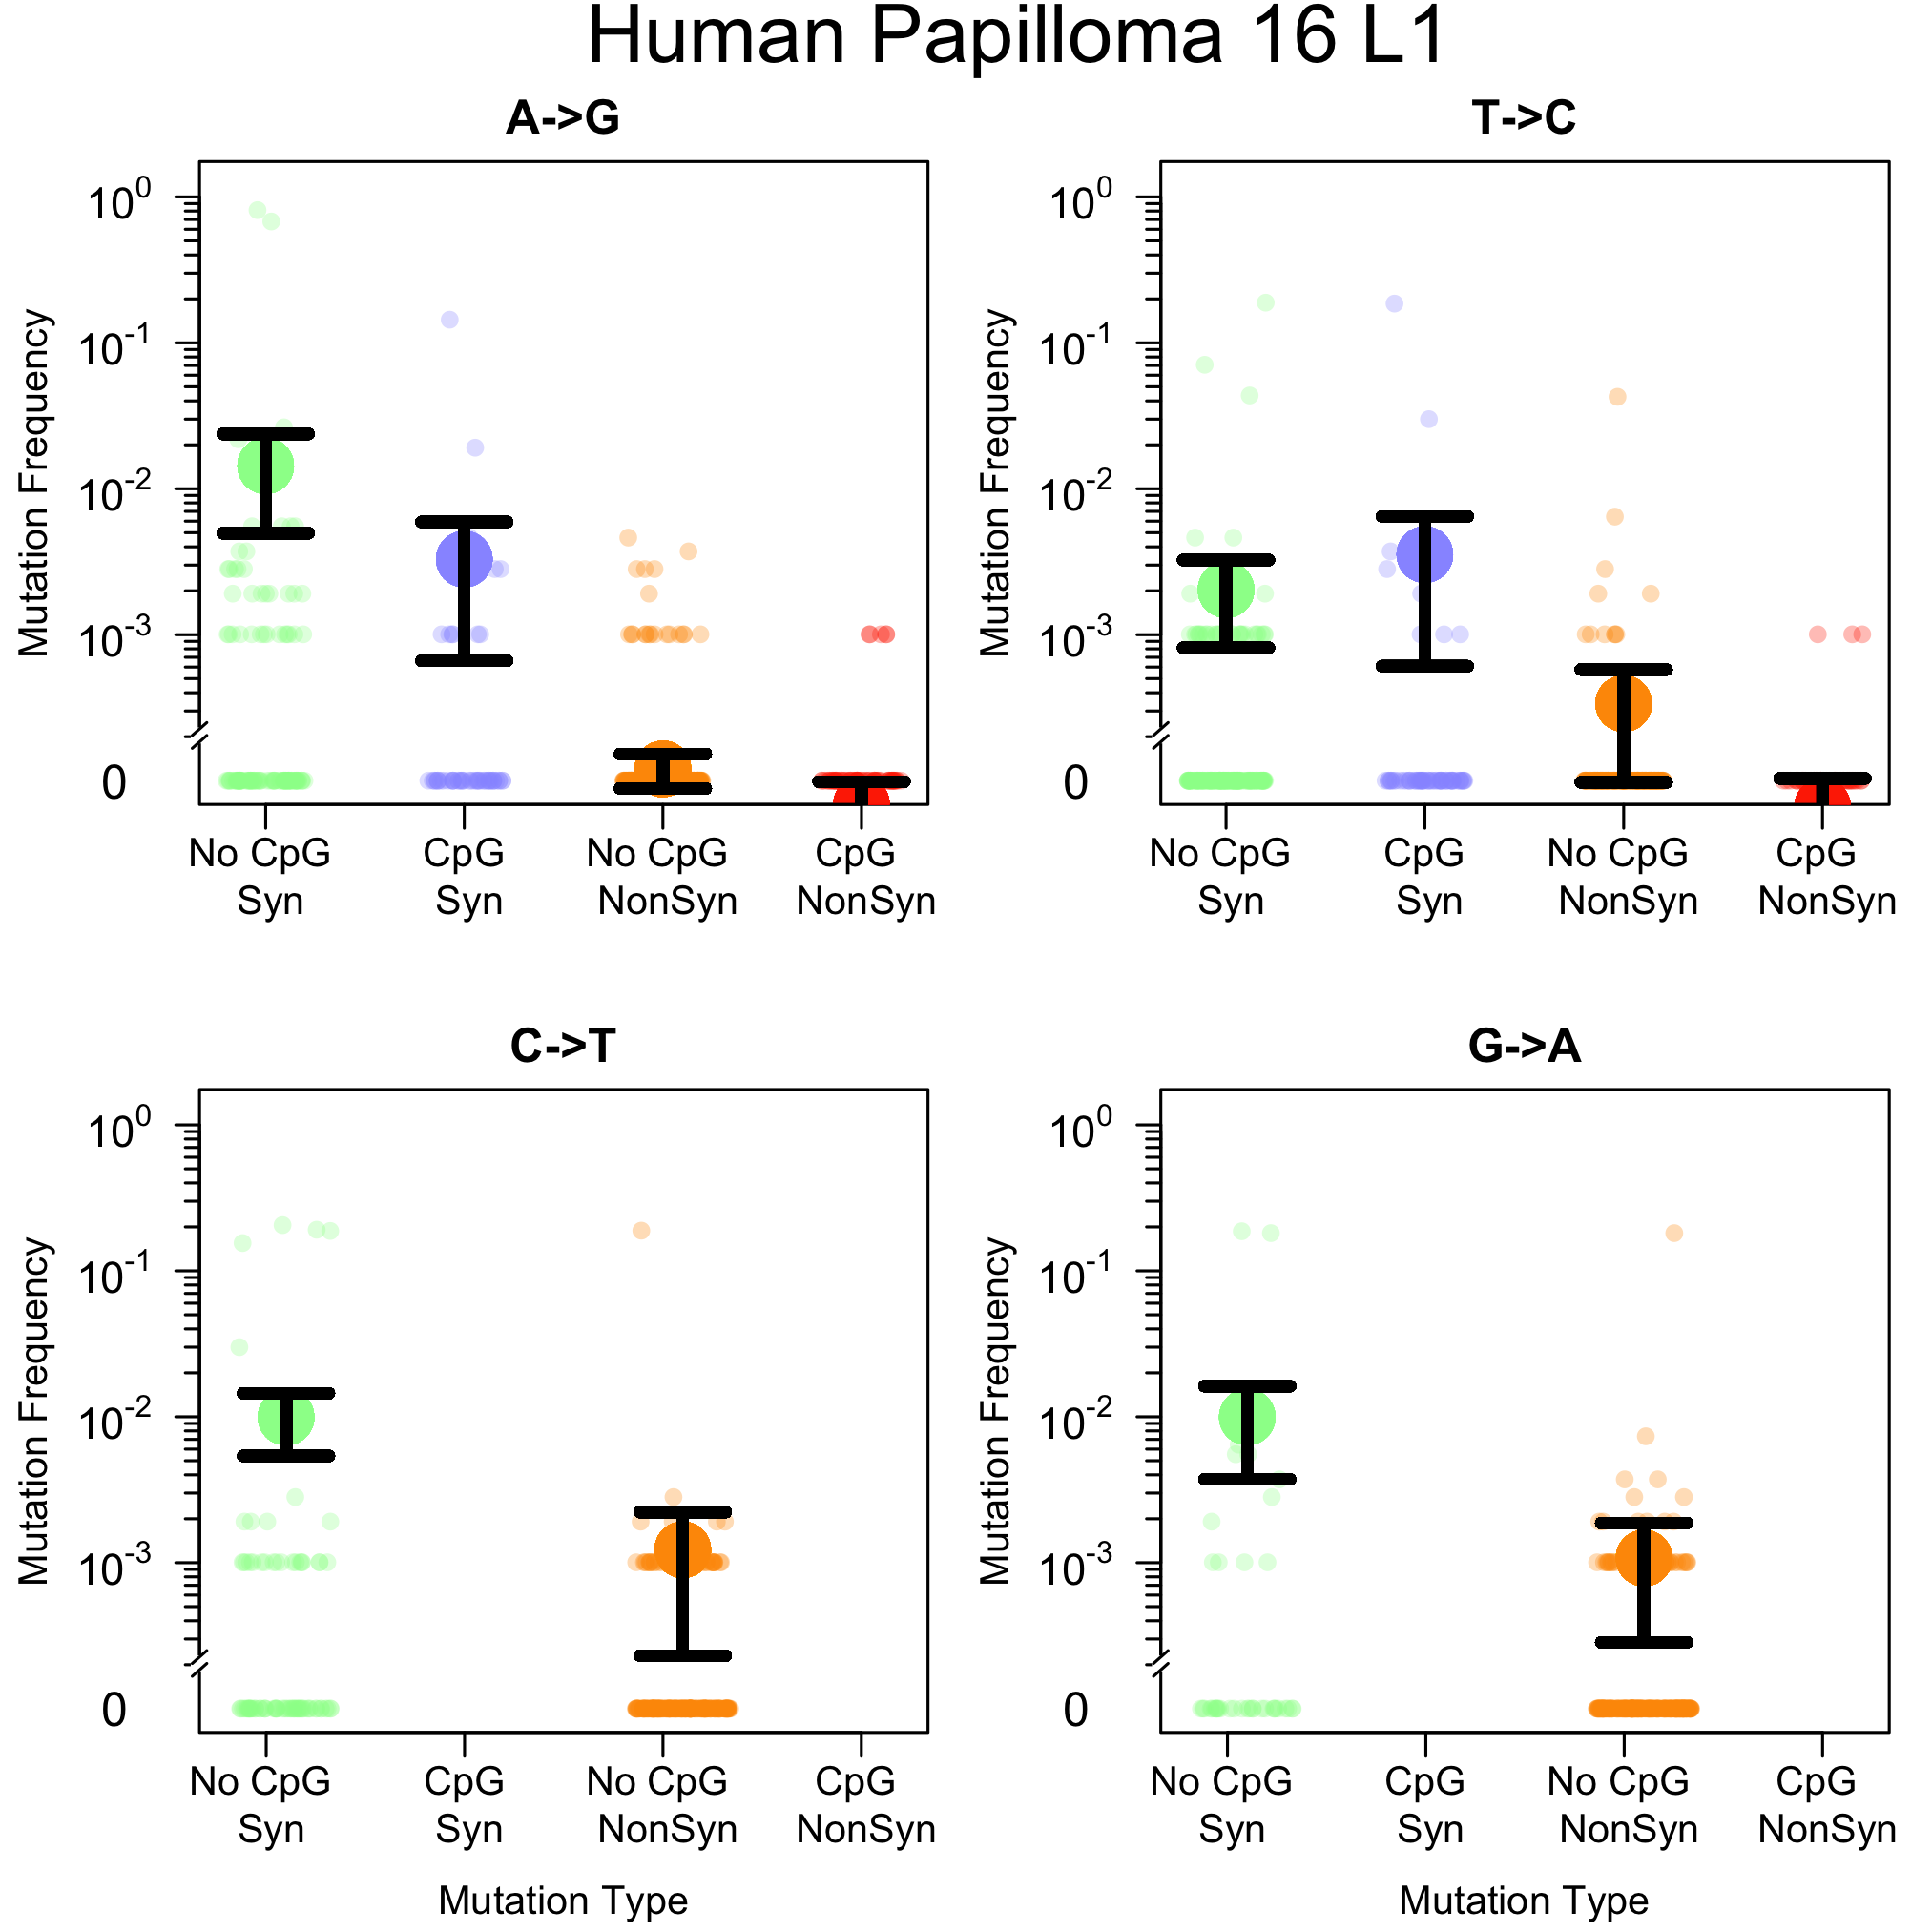 Human Papilloma 16 L1
A->G
Mutation Frequency
10^0
10^-1
10^-2
10^-3
0
No CpG CpG No CpG CpG
Syn Syn NonSyn NonSyn
T->C
Mutation Frequency
10^0
10^-1
10^-2
10^-3
0
No CpG CpG No CpG CpG
Syn Syn NonSyn NonSyn
C->T
Mutation Frequency
10^0
10^-1
10^-2
10^-3
0
No CpG CpG No CpG CpG
Syn Syn NonSyn NonSyn
Mutation Type
G->A
Mutation Frequency
10^0
10^-1
10^-2
10^-3
0
No CpG CpG No CpG CpG
Syn Syn NonSyn NonSyn
Mutation Type